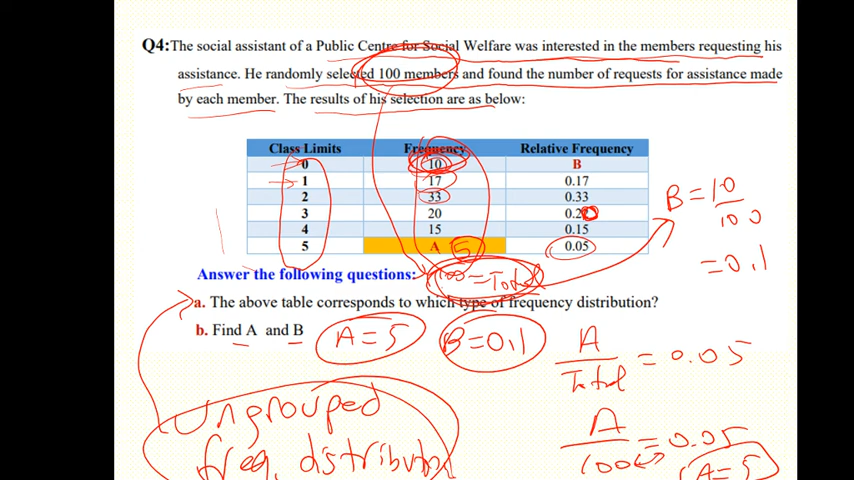 Q4:The social assistant of a Public Centre for Social Welfare was interested in the members requesting his
assistance. He randomly selected 100 members and found the number of requests for assistance made
by each member. The results of his selection are as below:
Class Limits Frequency Relative Frequency
0 10 B
1 17 0.17
2 33 0.33
3 20 0.2
4 15 0.15
5 A 5 0.05
B = 10
100
= 0.1
Answer the following questions: 100 = Total
a. The above table corresponds to which type of frequency distribution?
b. Find A and B A = 5 B = 0.1
A
Total = 0.05
A
100 = 0.05
A = 5
Ungrouped
freq. distribution